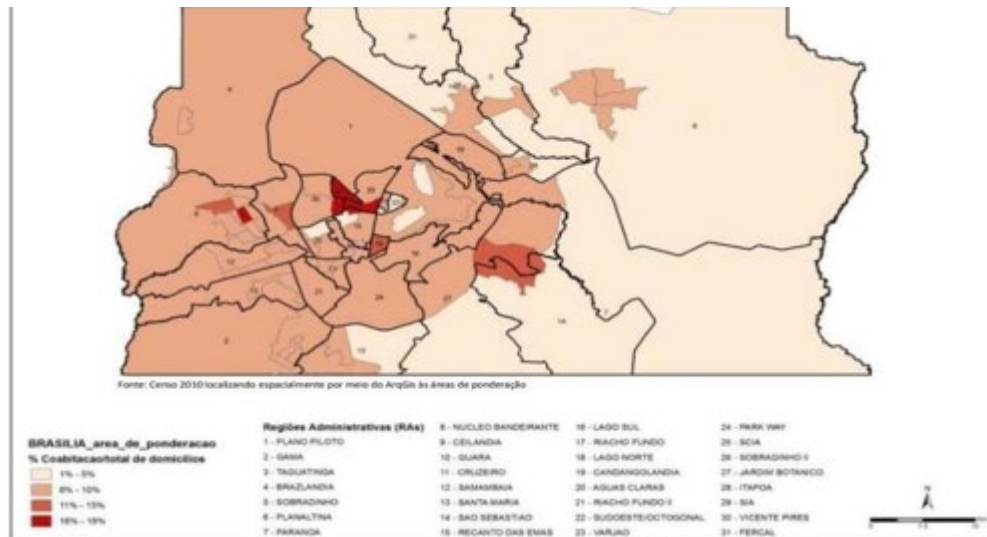 Fonte: Censo 2010 localizando espacialmente por meio do ArqGis às áreas de ponderação
BRASILIA_area_de_ponderacao
% Coabitacao/total de domicilios
1% - 5%
6% - 10%
11% - 15%
16% - 18%
Regiões Administrativas (RAs)
1 - PLANO PILOTO
2 - GAMA
3 - TAGUATINGA
4 - BRAZLANDIA
5 - SOBRADINHO
6 - PLANALTINA
7 - PARANOA
8 - NUCLEO BANDEIRANTE
9 - CEILANDIA
10 - GUARA
11 - CRUZEIRO
12 - SAMAMBAIA
13 - SANTA MARIA
14 - SAO SEBASTIAO
15 - RECANTO DAS EMAS
16 - LAGO SUL
17 - RIACHO FUNDO
18 - LAGO NORTE
19 - CANDANGOLANDIA
20 - AGUAS CLARAS
21 - RIACHO FUNDO II
22 - SUDOESTE/OCTOGONAL
23 - VARJAO
24 - PARK WAY
25 - SCIA
26 - SOBRADINHO II
27 - JARDIM BOTANICO
28 - ITAPOA
29 - SIA
30 - VICENTE PIRES
31 - FERCAL
N